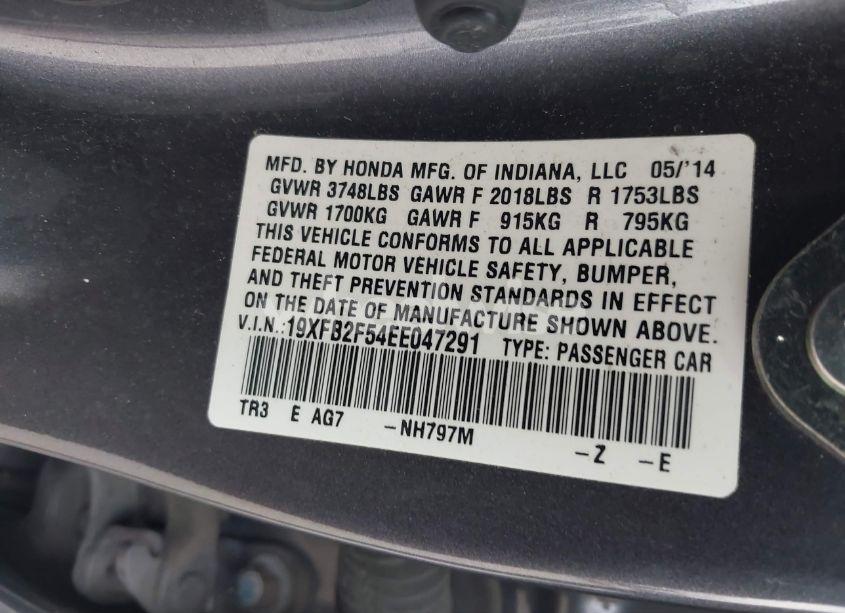 MFD. BY HONDA MFG. OF INDIANA, LLC 05/'14
GVWR 3748LBS GAWR F 2018LBS R 1753LBS
GVWR 1700KG GAWR F 915KG R 795KG
THIS VEHICLE CONFORMS TO ALL APPLICABLE
FEDERAL MOTOR VEHICLE SAFETY, BUMPER,
AND THEFT PREVENTION STANDARDS IN EFFECT
ON THE DATE OF MANUFACTURE SHOWN ABOVE.
V.I.N.:19XFB2F54EE047291 TYPE: PASSENGER CAR
TR3 E AG7 -NH797M -Z -E